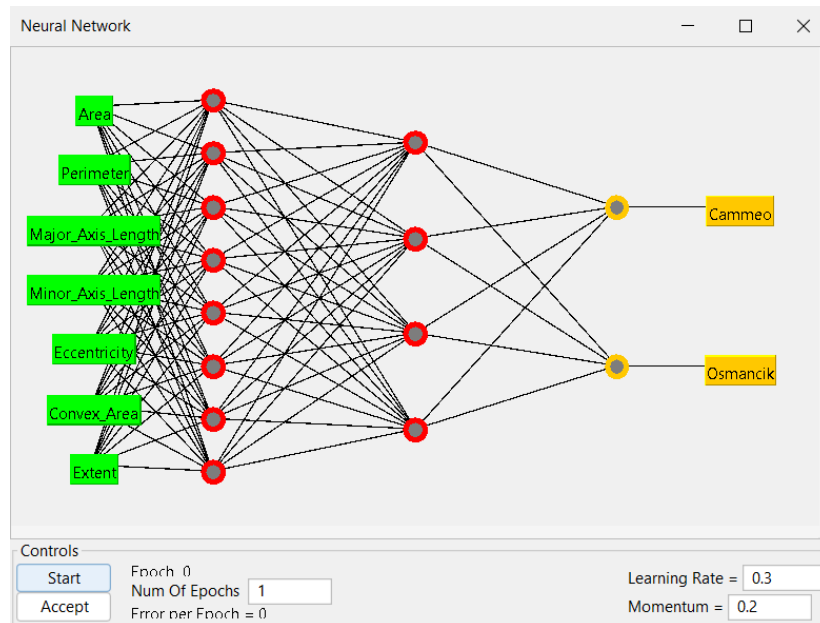 Neural Network
Area
Perimeter
Major_Axis_Length
Minor_Axis_Length
Eccentricity
Convex_Area
Extent
Cammeo
Osmancik
Controls
Start
Accept
Epoch 0
Num Of Epochs 1
Error per Epoch = 0
Learning Rate = 0.3
Momentum = 0.2